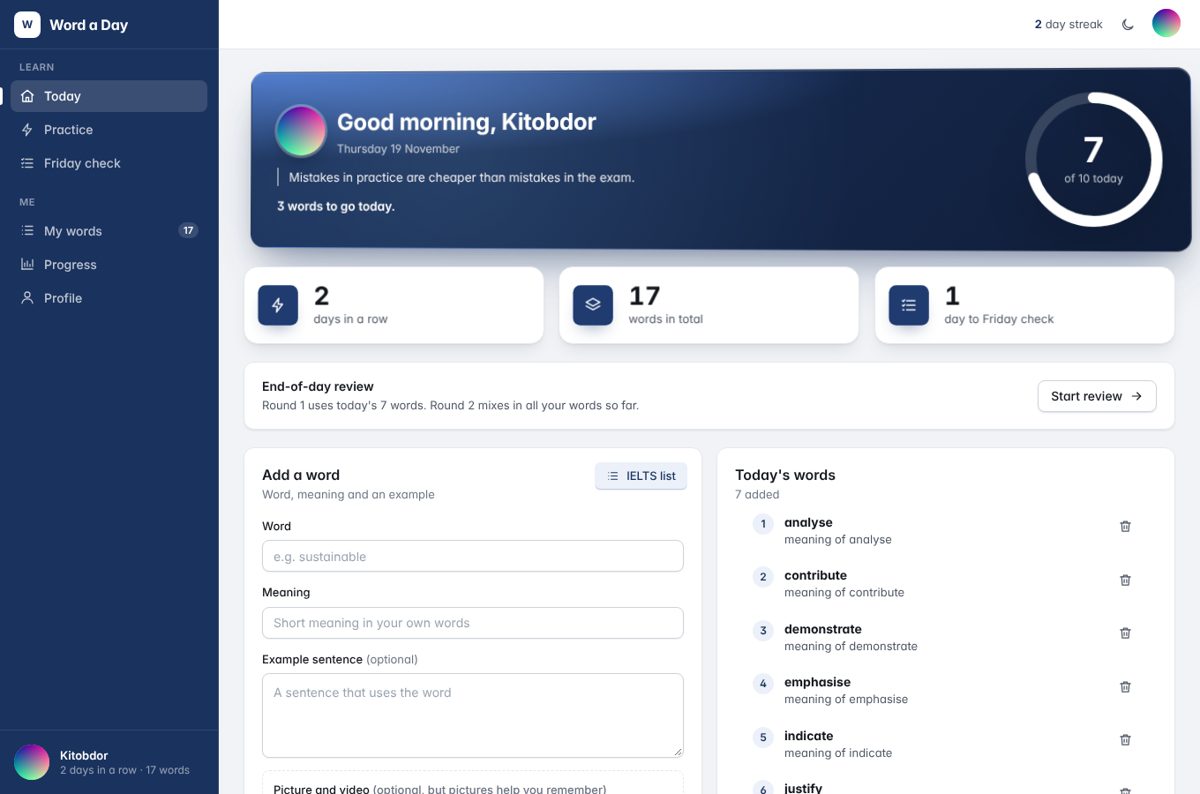 W Word a Day
2 day streak
LEARN
Today
Practice
Friday check
ME
My words 17
Progress
Profile
Kitobdor
2 days in a row · 17 words
Good morning, Kitobdor
Thursday 19 November
Mistakes in practice are cheaper than mistakes in the exam.
3 words to go today.
7
of 10 today
2
days in a row
17
words in total
1
day to Friday check
End-of-day review
Round 1 uses today's 7 words. Round 2 mixes in all your words so far.
Start review →
Add a word
Word, meaning and an example
IELTS list
Word
e.g. sustainable
Meaning
Short meaning in your own words
Example sentence (optional)
A sentence that uses the word
Picture and video (optional, but pictures help you remember)
Today's words
7 added
1 analyse
meaning of analyse
2 contribute
meaning of contribute
3 demonstrate
meaning of demonstrate
4 emphasise
meaning of emphasise
5 indicate
meaning of indicate
6 justify